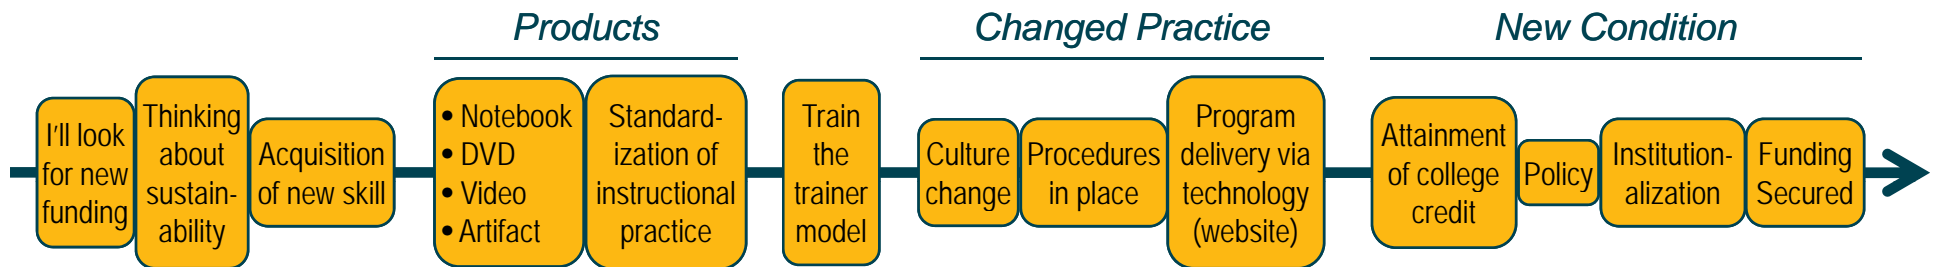 Products
Changed Practice
New Condition
I'll look
for new
funding
Thinking
about
sustain-
ability
Acquisition
of new skill
• Notebook
• DVD
• Video
• Artifact
Standard-
ization of
instructional
practice
Train
the
trainer
model
Culture
change
Procedures
in place
Program
delivery via
technology
(website)
Attainment
of college
credit
Policy
Institution-
alization
Funding
Secured